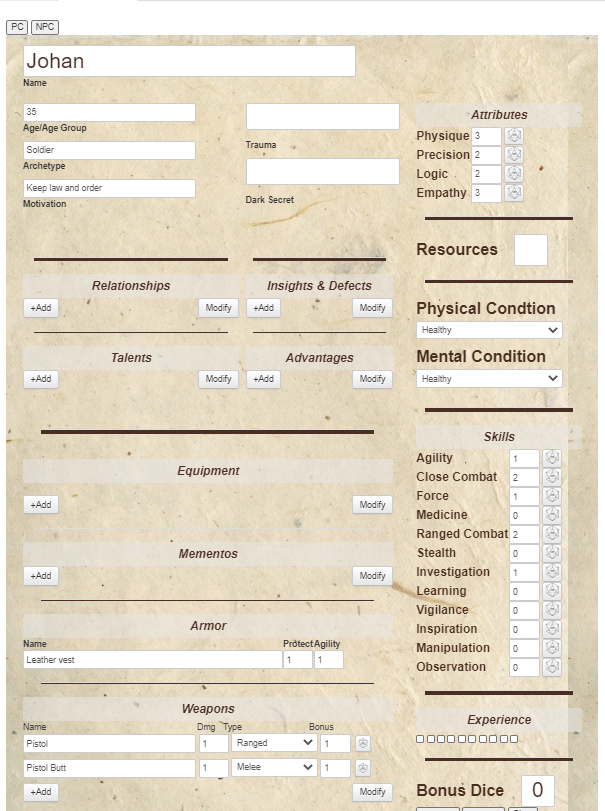 PC NPC
Johan
Name
35
Age/Age Group
Soldier
Archetype
Keep law and order
Motivation
Trauma
Dark Secret
Relationships
+Add Modify
Insights & Defects
+Add Modify
Talents
+Add Modify
Advantages
+Add Modify
Equipment
+Add Modify
Mementos
+Add Modify
Armor
Name Protect Agility
Leather vest 1 1
Weapons
Name Dmg Type Bonus
Pistol 1 Ranged 1
Pistol Butt 1 Melee 1
+Add Modify
Attributes
Physique 3
Precision 2
Logic 2
Empathy 3
Resources
Physical Condtion
Healthy
Mental Condition
Healthy
Skills
Agility 1
Close Combat 2
Force 1
Medicine 0
Ranged Combat 2
Stealth 0
Investigation 1
Learning 0
Vigilance 0
Inspiration 0
Manipulation 0
Observation 0
Experience
Bonus Dice 0